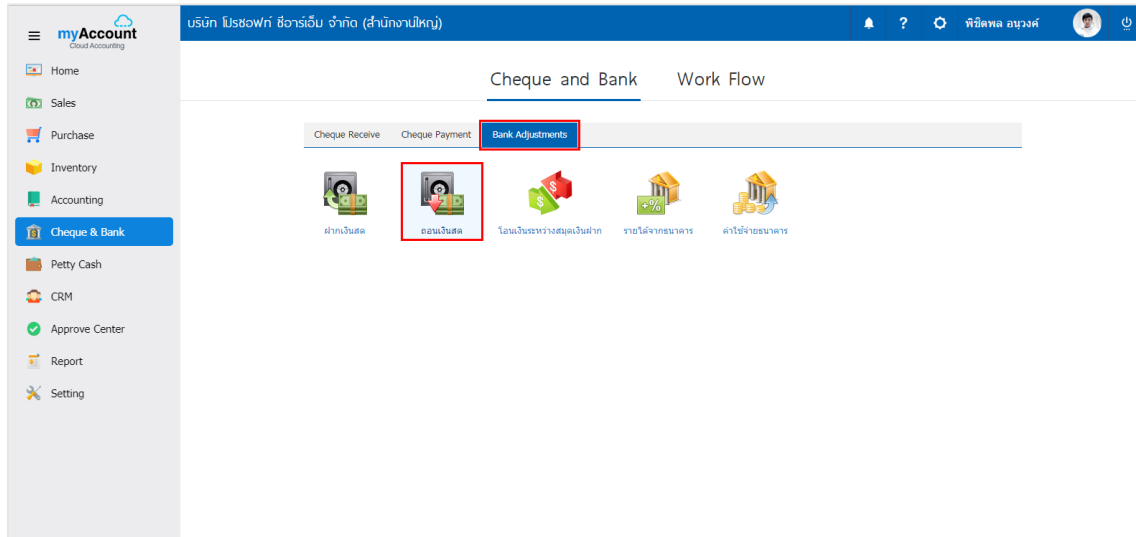 myAccount
Cloud Accounting
บริษัท โปรซอฟท์ ซีอาร์เอ็ม จำกัด (สำนักงานใหญ่)
?
พิชิตพล อนุวงค์
Home
Sales
Purchase
Inventory
Accounting
Cheque & Bank
Petty Cash
CRM
Approve Center
Report
Setting
Cheque and Bank Work Flow
Cheque Receive Cheque Payment Bank Adjustments
ฝากเงินสด ถอนเงินสด โอนเงินระหว่างสมุดเงินฝาก รายได้จากธนาคาร ค่าใช้จ่ายธนาคาร